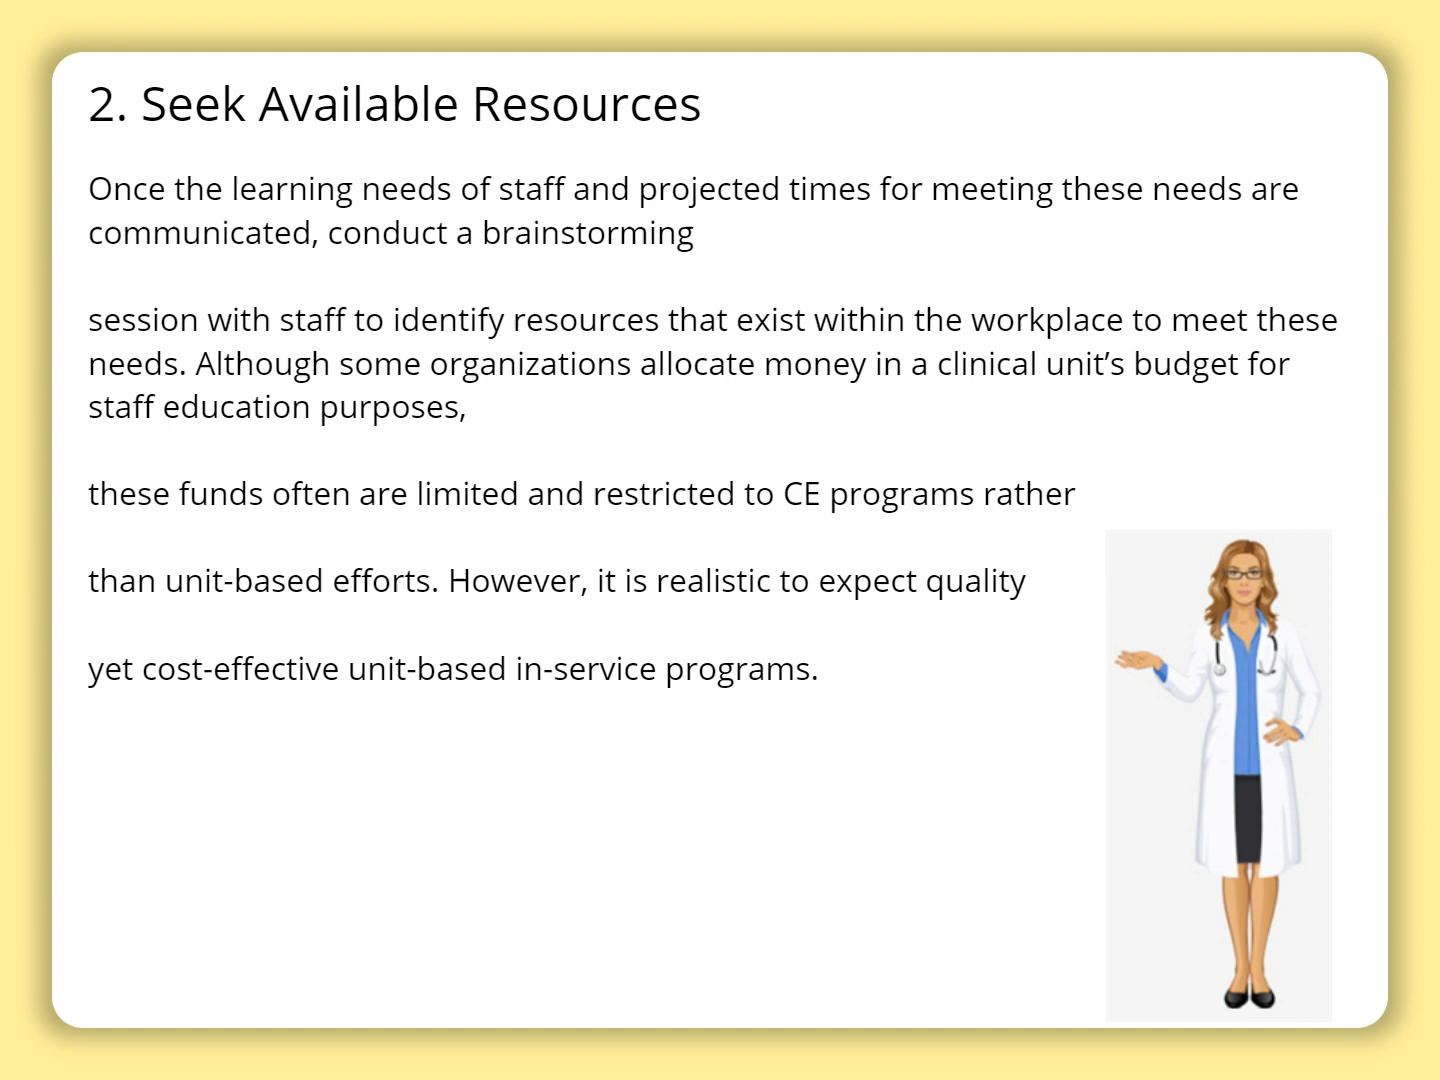 2. Seek Available Resources
Once the learning needs of staff and projected times for meeting these needs are
communicated, conduct a brainstorming
session with staff to identify resources that exist within the workplace to meet these
needs. Although some organizations allocate money in a clinical unit’s budget for
staff education purposes,
these funds often are limited and restricted to CE programs rather
than unit-based efforts. However, it is realistic to expect quality
yet cost-effective unit-based in-service programs.